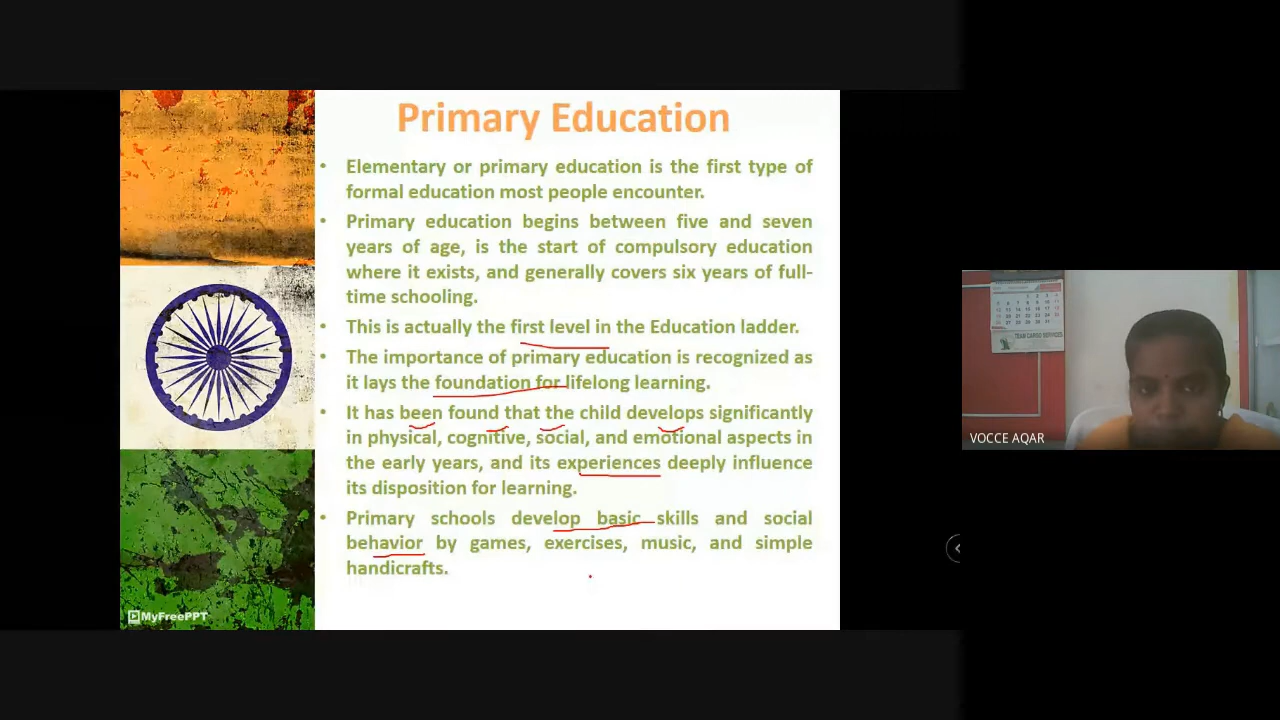 Primary Education
• Elementary or primary education is the first type of
formal education most people encounter.
• Primary education begins between five and seven
years of age, is the start of compulsory education
where it exists, and generally covers six years of full-
time schooling.
• This is actually the first level in the Education ladder.
• The importance of primary education is recognized as
it lays the foundation for lifelong learning.
• It has been found that the child develops significantly
in physical, cognitive, social, and emotional aspects in
the early years, and its experiences deeply influence
its disposition for learning.
• Primary schools develop basic skills and social
behavior by games, exercises, music, and simple
handicrafts.
MyFreePPT
TEAM CARGO SERVICES
VOCCE AQAR